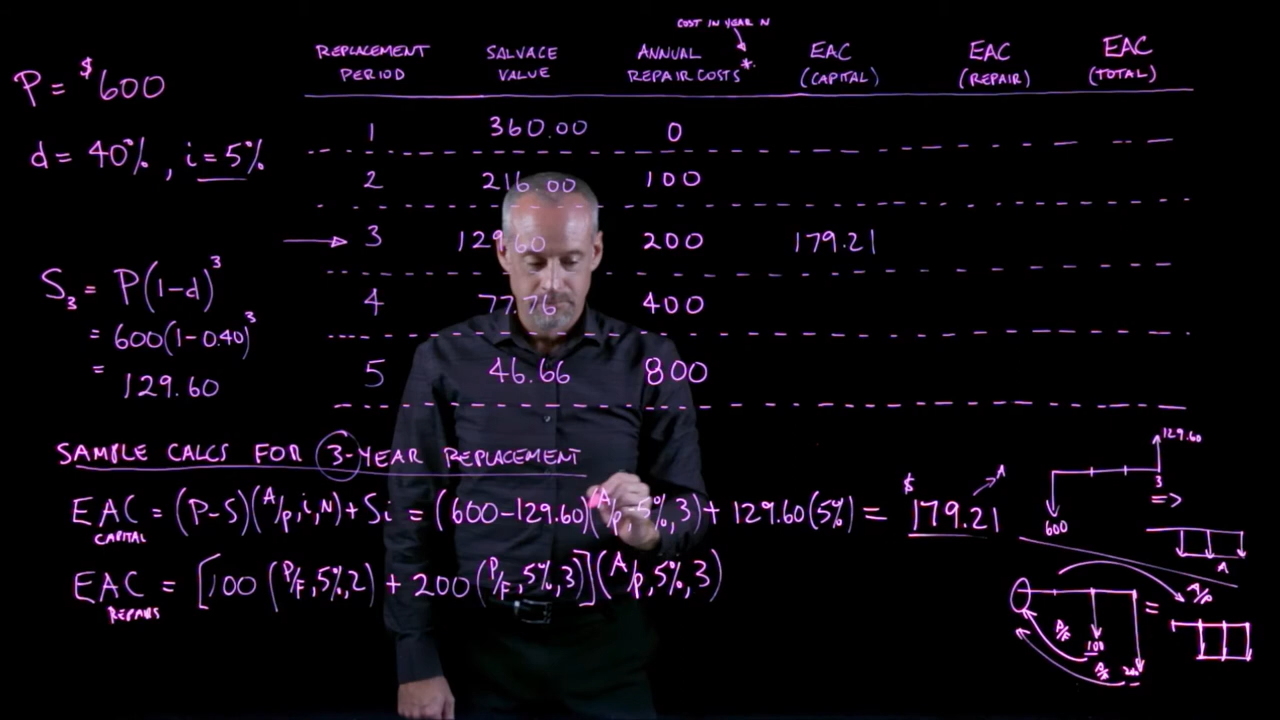 COST IN YEAR N
REPLACEMENT PERIOD SALVAGE VALUE ANNUAL REPAIR COSTS* EAC (CAPITAL) EAC (REPAIR) EAC (TOTAL)
P = $600
d = 40%, i = 5%
1 360.00 0
2 216.00 100
3 129.60 200 179.21
4 77.76 400
5 46.66 800
S₃ = P(1-d)³
= 600(1-0.40)³
= 129.60
SAMPLE CALCS FOR 3-YEAR REPLACEMENT
EAC CAPITAL = (P-S)(A/P, i, N) + Si = (600-129.60)(A/P, 5%, 3) + 129.60(5%) = $179.21
A
EAC REPAIRS = [100(P/F, 5%, 2) + 200(P/F, 5%, 3)](A/P, 5%, 3)
129.60
3
600
=>
A
A/P
=
P/F
100